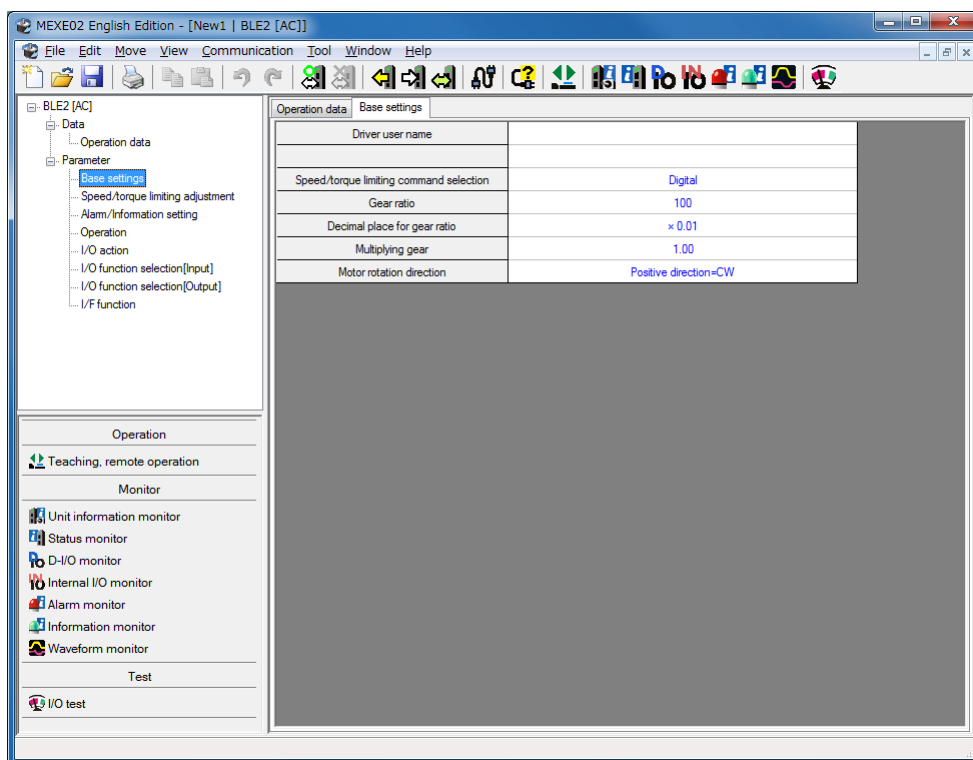 MEXE02 English Edition - [New1 | BLE2 [AC]]
File Edit Move View Communication Tool Window Help
BLE2 [AC]
Data
Operation data
Parameter
Base settings
Speed/torque limiting adjustment
Alarm/Information setting
Operation
I/O action
I/O function selection[Input]
I/O function selection[Output]
I/F function
Operation
Teaching, remote operation
Monitor
Unit information monitor
Status monitor
D-I/O monitor
Internal I/O monitor
Alarm monitor
Information monitor
Waveform monitor
Test
I/O test
Operation data Base settings
Driver user name
Speed/torque limiting command selection Digital
Gear ratio 100
Decimal place for gear ratio × 0.01
Multiplying gear 1.00
Motor rotation direction Positive direction=CW